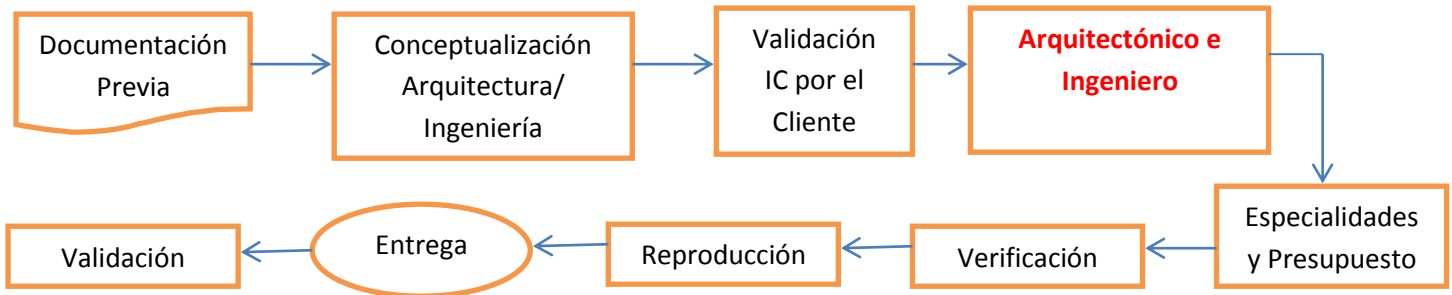 Documentación
Previa
Conceptualización
Arquitectura/
Ingeniería
Validación
IC por el
Cliente
Arquitectónico e
Ingeniero
Especialidades
y Presupuesto
Verificación
Reproducción
Entrega
Validación